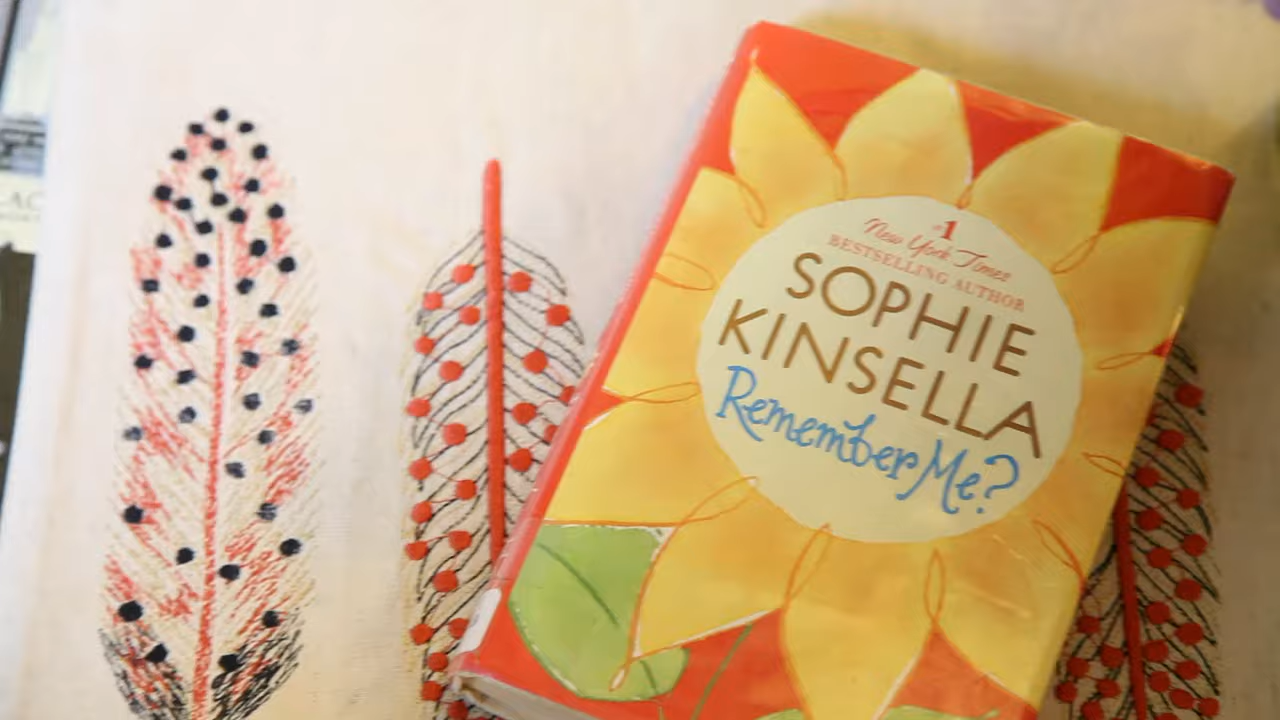 #1
New York Times
BESTSELLING AUTHOR
SOPHIE
KINSELLA
Remember Me?